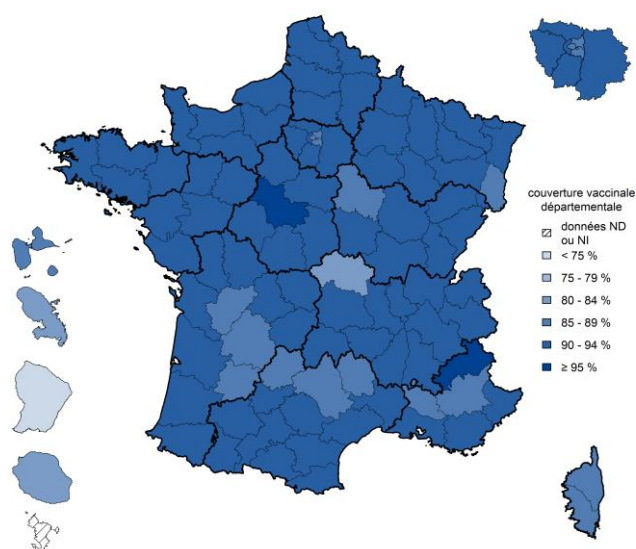 couverture vaccinale
départementale
données ND
ou NI
< 75 %
75 - 79 %
80 - 84 %
85 - 89 %
90 - 94 %
≥ 95 %